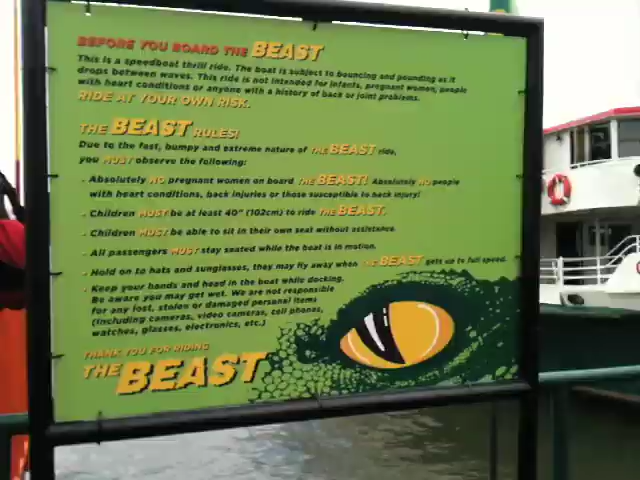 BEFORE YOU BOARD THE BEAST
This is a speedboat thrill ride. The boat is subject to bouncing and pounding as it
drops between waves. This ride is not intended for infants, pregnant women, people
with heart conditions or anyone with a history of back or joint problems.
RIDE AT YOUR OWN RISK.
THE BEAST RULES!
Due to the fast, bumpy and extreme nature of THE BEAST ride,
you MUST observe the following:
- Absolutely NO pregnant women on board THE BEAST! Absolutely NO people
with heart conditions, back injuries or those susceptible to back injury!
- Children MUST be at least 40" (102cm) to ride THE BEAST.
- Children MUST be able to sit in their own seat without assistance.
- All passengers MUST stay seated while the boat is in motion.
- Hold on to hats and sunglasses, they may fly away when THE BEAST gets up to full speed.
- Keep your hands and head in the boat while docking.
Be aware you may get wet. We are not responsible
for any lost, stolen or damaged personal items
(including cameras, video cameras, cell phones,
watches, glasses, electronics, etc.)
THANK YOU FOR RIDING
THE BEAST